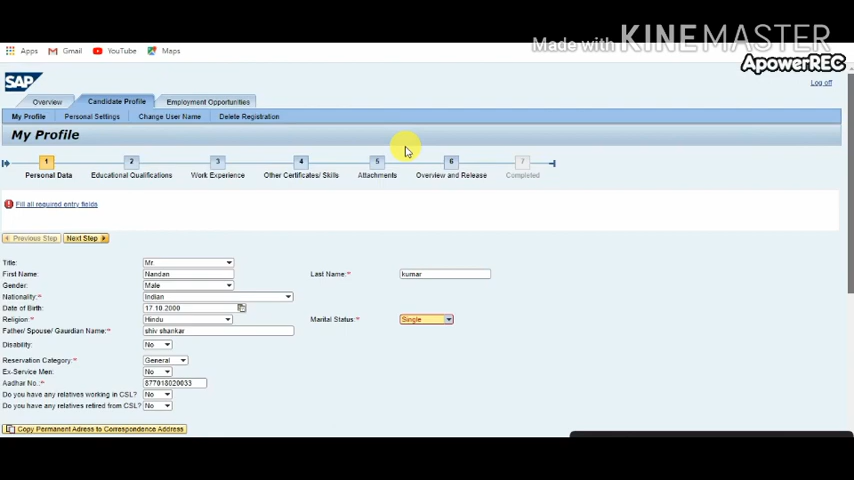 Made with KINEMASTER
Apps Gmail YouTube Maps
ApowerREC
SAP
Log off
Overview Candidate Profile Employment Opportunities
My Profile Personal Settings Change User Name Delete Registration
My Profile
1 2 3 4 5 6 7
Personal Data Educational Qualifications Work Experience Other Certificates/ Skills Attachments Overview and Release Completed
Fill all required entry fields
Previous Step Next Step
Title: Mr.
First Name: Nandan Last Name:* kumar
Gender: Male
Nationality:* Indian
Date of Birth: 17.10.2000
Religion:* Hindu Marital Status:* Single
Father/ Spouse/ Gaurdian Name:* shiv shankar
Disability: No
Reservation Category:* General
Ex-Service Men: No
Aadhar No.:* 877018020033
Do you have any relatives working in CSL?* No
Do you have any relatives retired from CSL?* No
Copy Permanent Adress to Correspondence Address